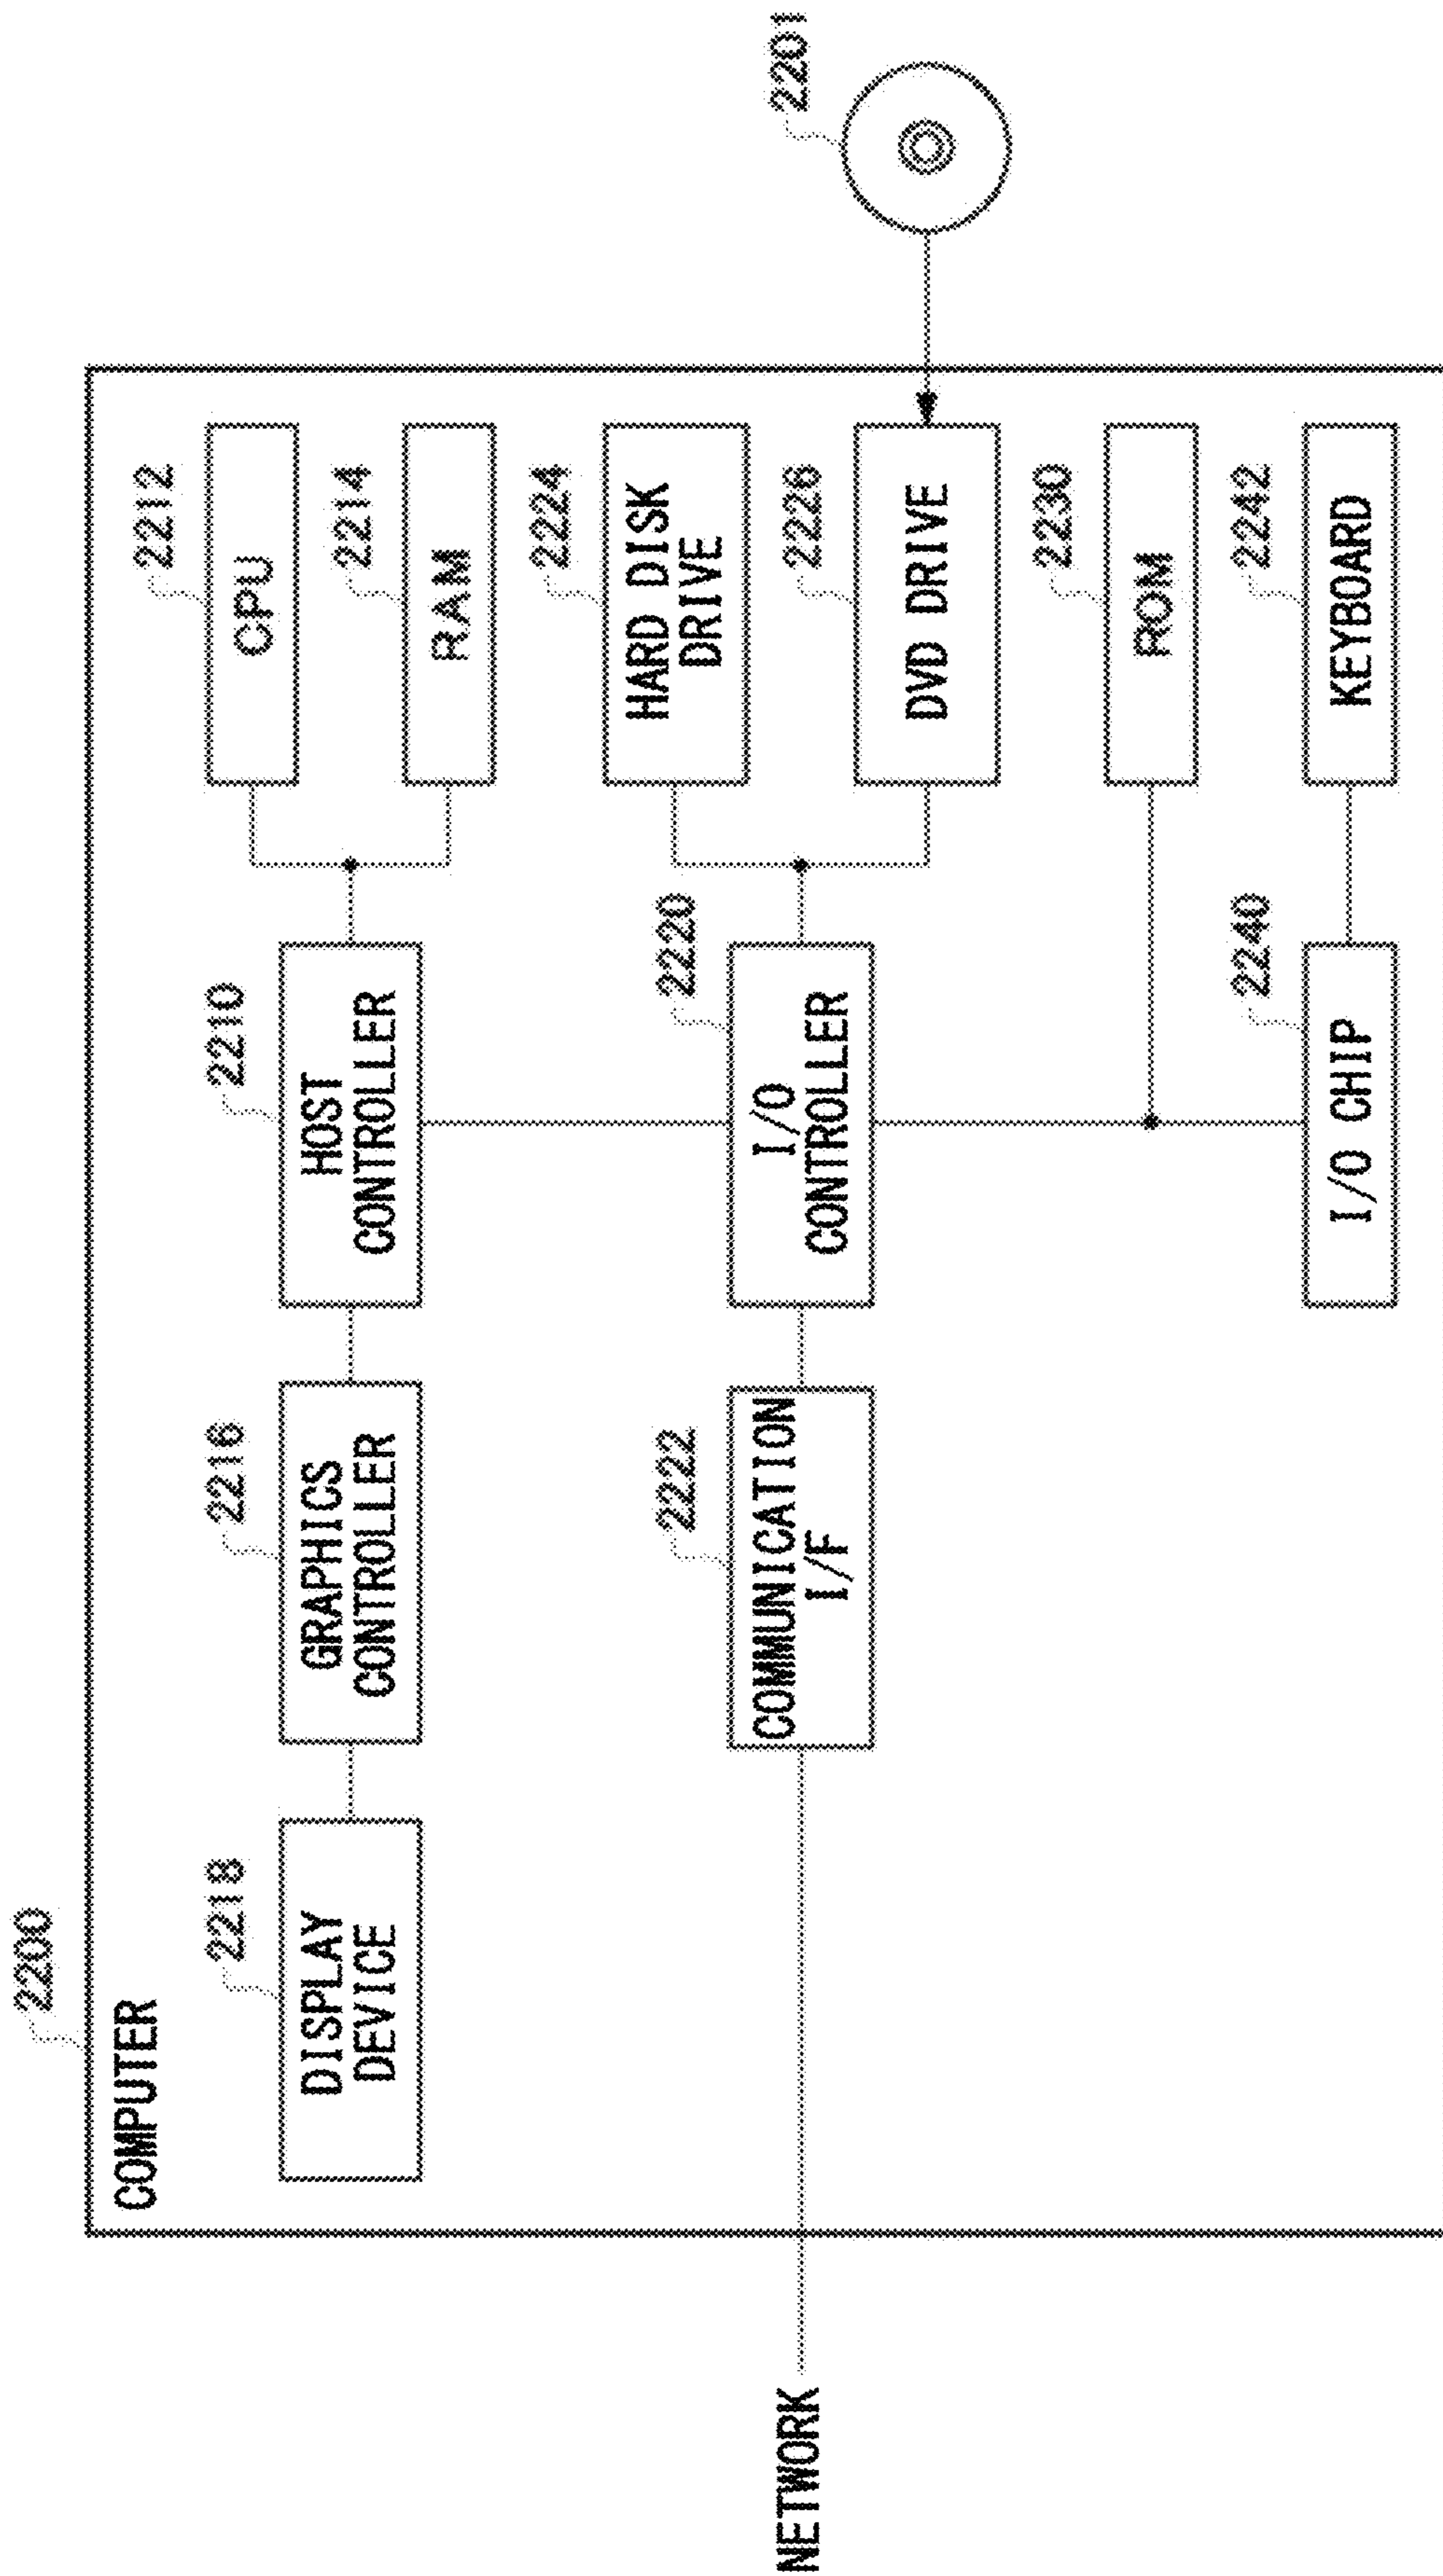 2200
COMPUTER
2212
CPU
2218
DISPLAY
DEVICE
2216
GRAPHICS
CONTROLLER
2210
HOST
CONTROLLER
2214
RAM
2224
HARD DISK
DRIVE
2201
NETWORK
2222
COMMUNICATION
I/F
2220
I/O
CONTROLLER
2226
DVD DRIVE
2230
ROM
2240
I/O CHIP
2242
KEYBOARD